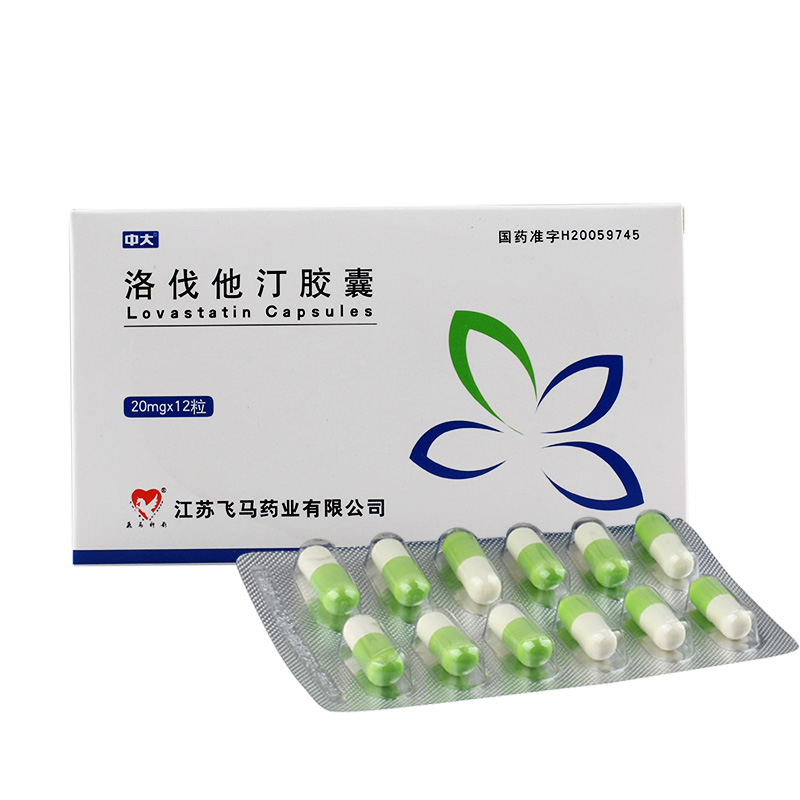 中大
国药准字H20059745
洛伐他汀胶囊
Lovastatin Capsules
20mgx12粒
江苏飞马药业有限公司